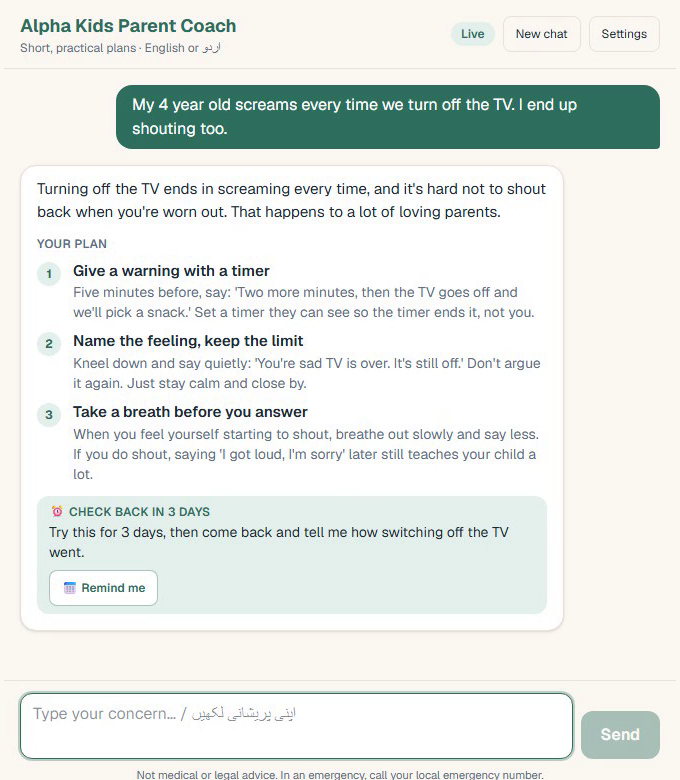 Alpha Kids Parent Coach
Short, practical plans · English or اردو
Live
New chat
Settings
My 4 year old screams every time we turn off the TV. I end up
shouting too.
Turning off the TV ends in screaming every time, and it's hard not to shout
back when you're worn out. That happens to a lot of loving parents.
YOUR PLAN
1 Give a warning with a timer
Five minutes before, say: 'Two more minutes, then the TV goes off and
we'll pick a snack.' Set a timer they can see so the timer ends it, not you.
2 Name the feeling, keep the limit
Kneel down and say quietly: 'You're sad TV is over. It's still off.' Don't argue
it again. Just stay calm and close by.
3 Take a breath before you answer
When you feel yourself starting to shout, breathe out slowly and say less.
If you do shout, saying 'I got loud, I'm sorry' later still teaches your child a
lot.
⏰ CHECK BACK IN 3 DAYS
Try this for 3 days, then come back and tell me how switching off the TV
went.
Remind me
Type your concern... / اپنی پریشانی لکھیں
Send
Not medical or legal advice. In an emergency, call your local emergency number.